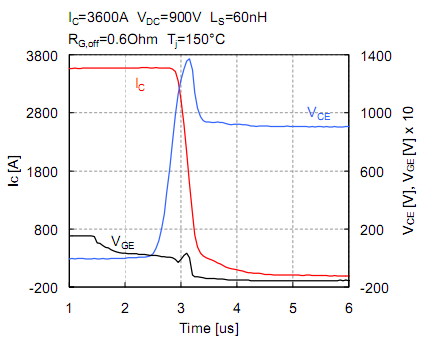 I_C=3600A V_DC=900V L_S=60nH
R_G,off=0.6Ohm T_j=150°C
3800 1400
I_C
V_CE
2800 1000
I_C [A]
1800 600
V_CE [V], V_GE [V] x 10
800 200
V_GE
-200 -200
1 2 3 4 5 6
Time [us]